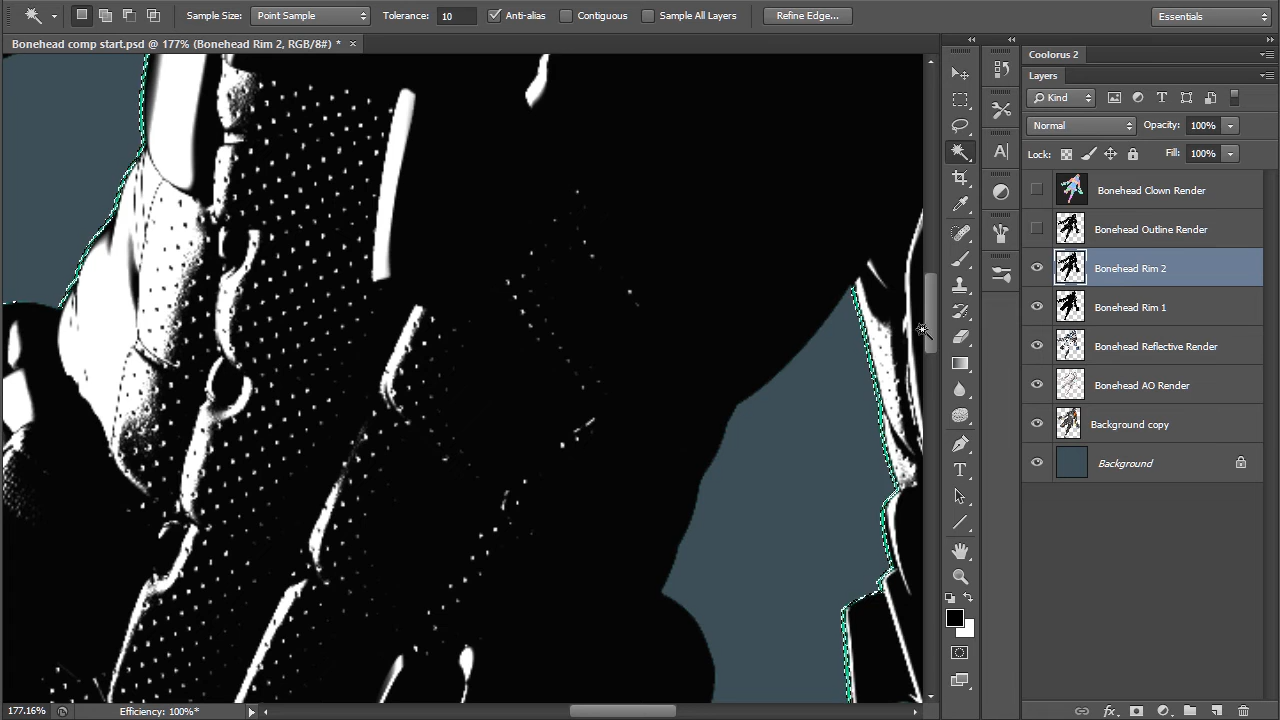 Sample Size: Point Sample Tolerance: 10 Anti-alias Contiguous Sample All Layers Refine Edge... Essentials
Bonehead comp start.psd @ 177% (Bonehead Rim 2, RGB/8#) * ×
Coolorus 2
Layers
Kind T
Normal Opacity: 100%
Lock: Fill: 100%
Bonehead Clown Render
Bonehead Outline Render
Bonehead Rim 2
Bonehead Rim 1
Bonehead Reflective Render
Bonehead AO Render
Background copy
Background
A
T
177.16% Efficiency: 100%* fx